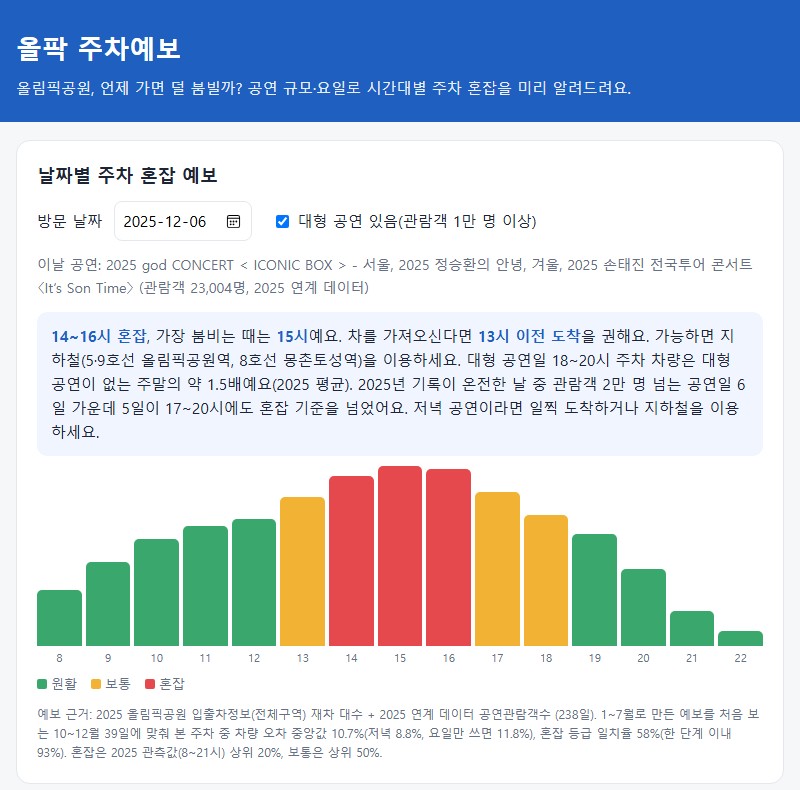 올팍 주차예보
올림픽공원, 언제 가면 덜 붐빌까? 공연 규모·요일로 시간대별 주차 혼잡을 미리 알려드려요.
날짜별 주차 혼잡 예보
방문 날짜 2025-12-06 대형 공연 있음(관람객 1만 명 이상)
이날 공연: 2025 god CONCERT < ICONIC BOX > - 서울, 2025 정승환의 안녕, 겨울, 2025 손태진 전국투어 콘서트
〈It's Son Time〉 (관람객 23,004명, 2025 연계 데이터)
14~16시 혼잡, 가장 붐비는 때는 15시예요. 차를 가져오신다면 13시 이전 도착을 권해요. 가능하면 지
하철(5·9호선 올림픽공원역, 8호선 몽촌토성역)을 이용하세요. 대형 공연일 18~20시 주차 차량은 대형
공연이 없는 주말의 약 1.5배예요(2025 평균). 2025년 기록이 온전한 날 중 관람객 2만 명 넘는 공연일 6
일 가운데 5일이 17~20시에도 혼잡 기준을 넘었어요. 저녁 공연이라면 일찍 도착하거나 지하철을 이용
하세요.
8 9 10 11 12 13 14 15 16 17 18 19 20 21 22
원활 보통 혼잡
예보 근거: 2025 올림픽공원 입출차정보(전체구역) 재차 대수 + 2025 연계 데이터 공연관람객수 (238일). 1~7월로 만든 예보를 처음 보
는 10~12월 39일에 맞춰 본 주차 중 차량 오차 중앙값 10.7%(저녁 8.8%, 요일만 쓰면 11.8%), 혼잡 등급 일치율 58%(한 단계 이내
93%). 혼잡은 2025 관측값(8~21시) 상위 20%, 보통은 상위 50%.